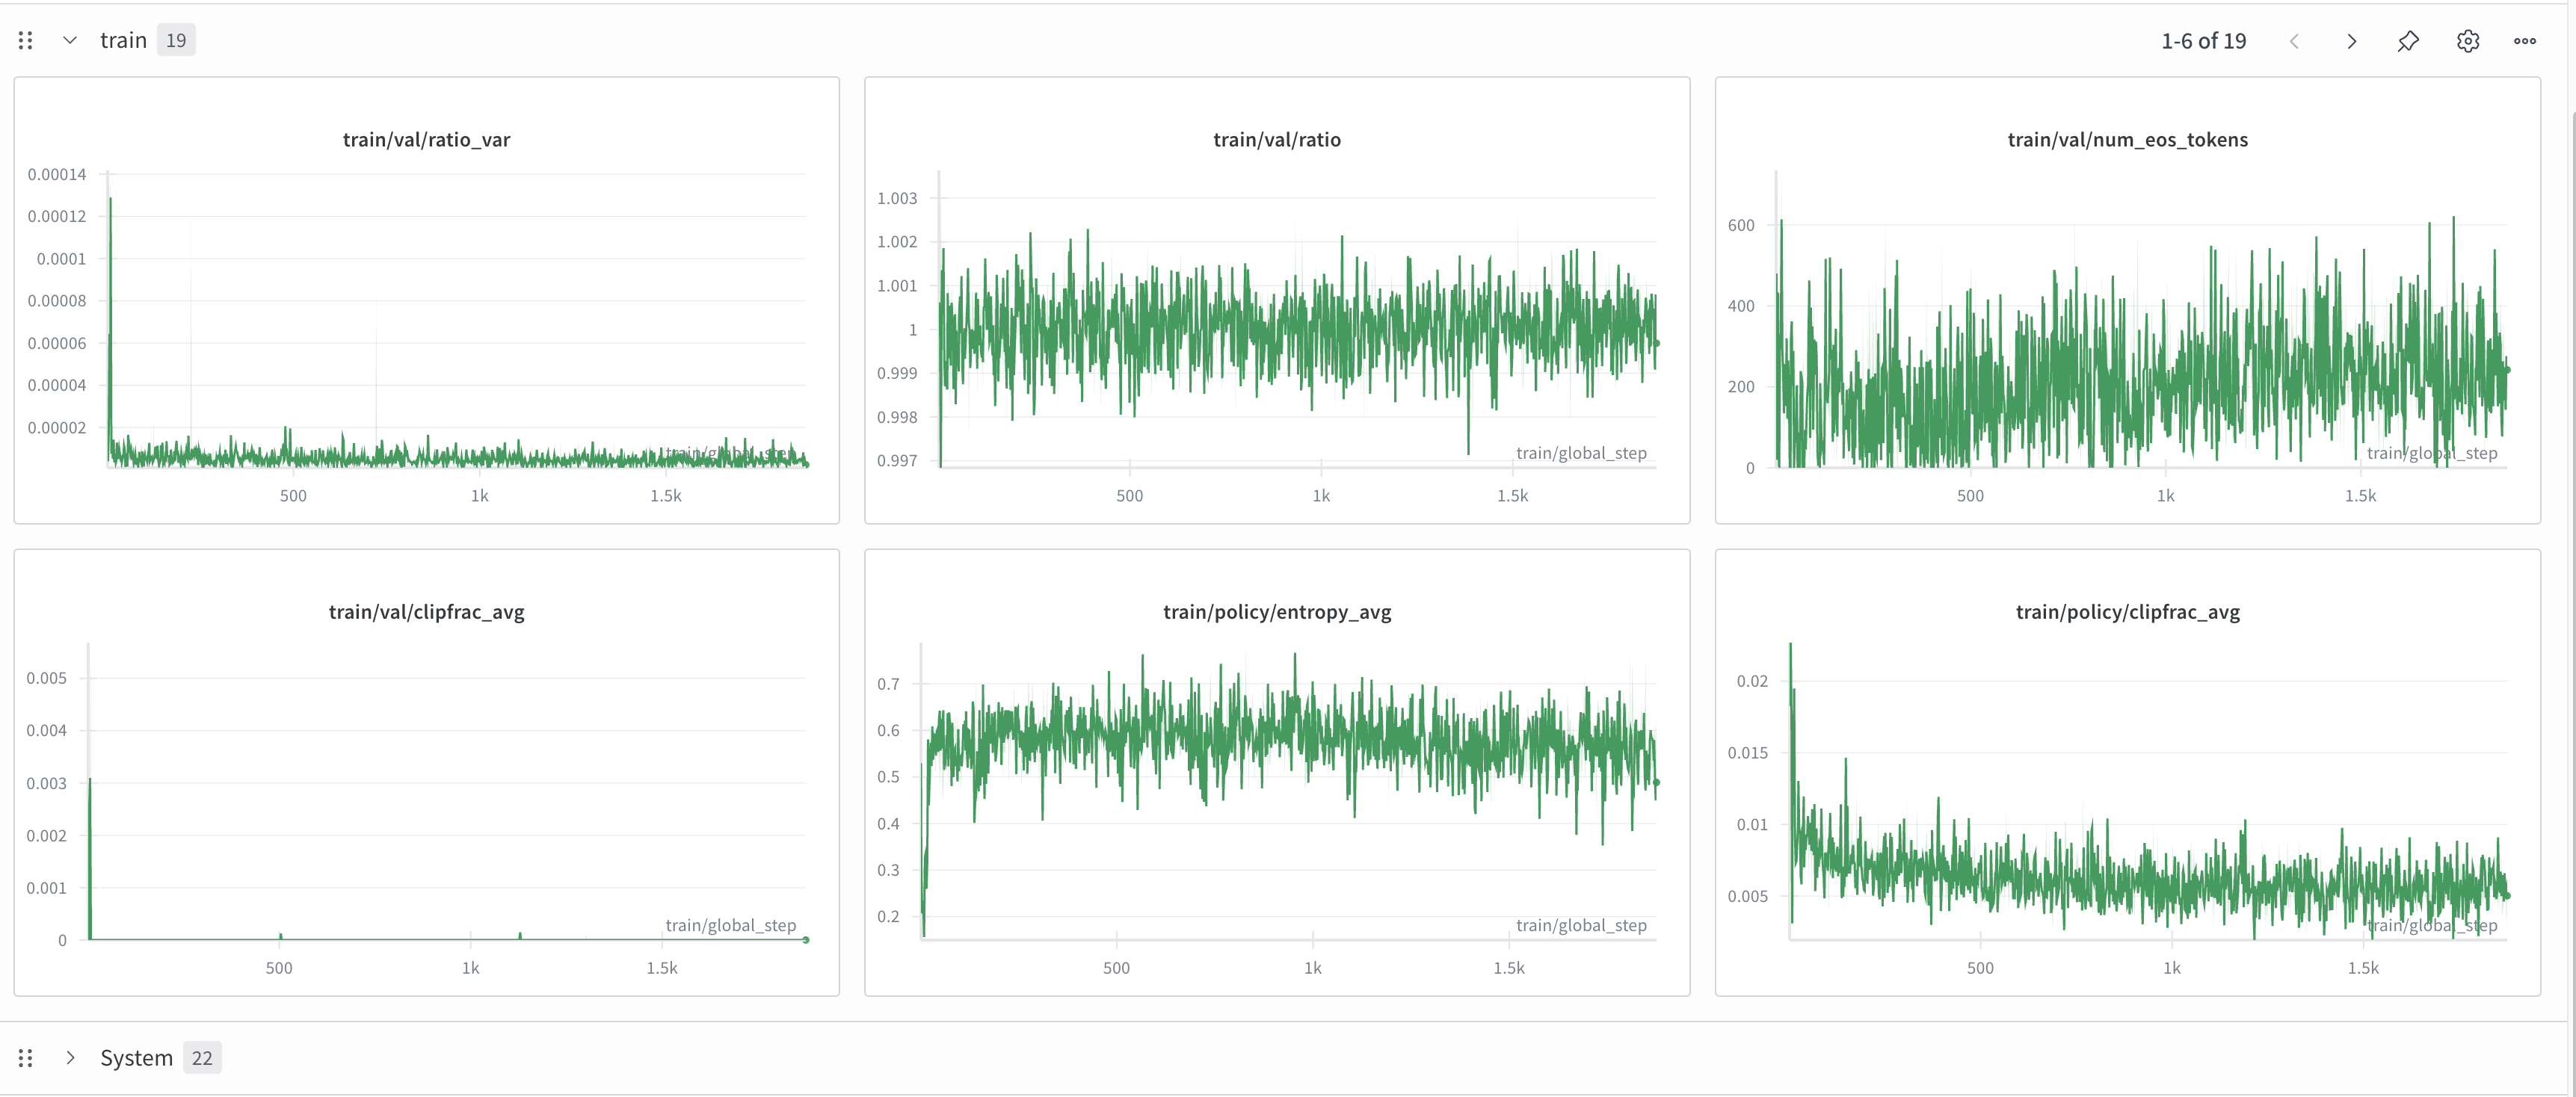 train 19
1-6 of 19
train/val/ratio_var
0.00014
0.00012
0.0001
0.00008
0.00006
0.00004
0.00002
train/global_step
500 1k 1.5k
train/val/ratio
1.003
1.002
1.001
1
0.999
0.998
0.997
train/global_step
500 1k 1.5k
train/val/num_eos_tokens
600
400
200
0
train/global_step
500 1k 1.5k
train/val/clipfrac_avg
0.005
0.004
0.003
0.002
0.001
0
train/global_step
500 1k 1.5k
train/policy/entropy_avg
0.7
0.6
0.5
0.4
0.3
0.2
train/global_step
500 1k 1.5k
train/policy/clipfrac_avg
0.02
0.015
0.01
0.005
train/global_step
500 1k 1.5k
System 22